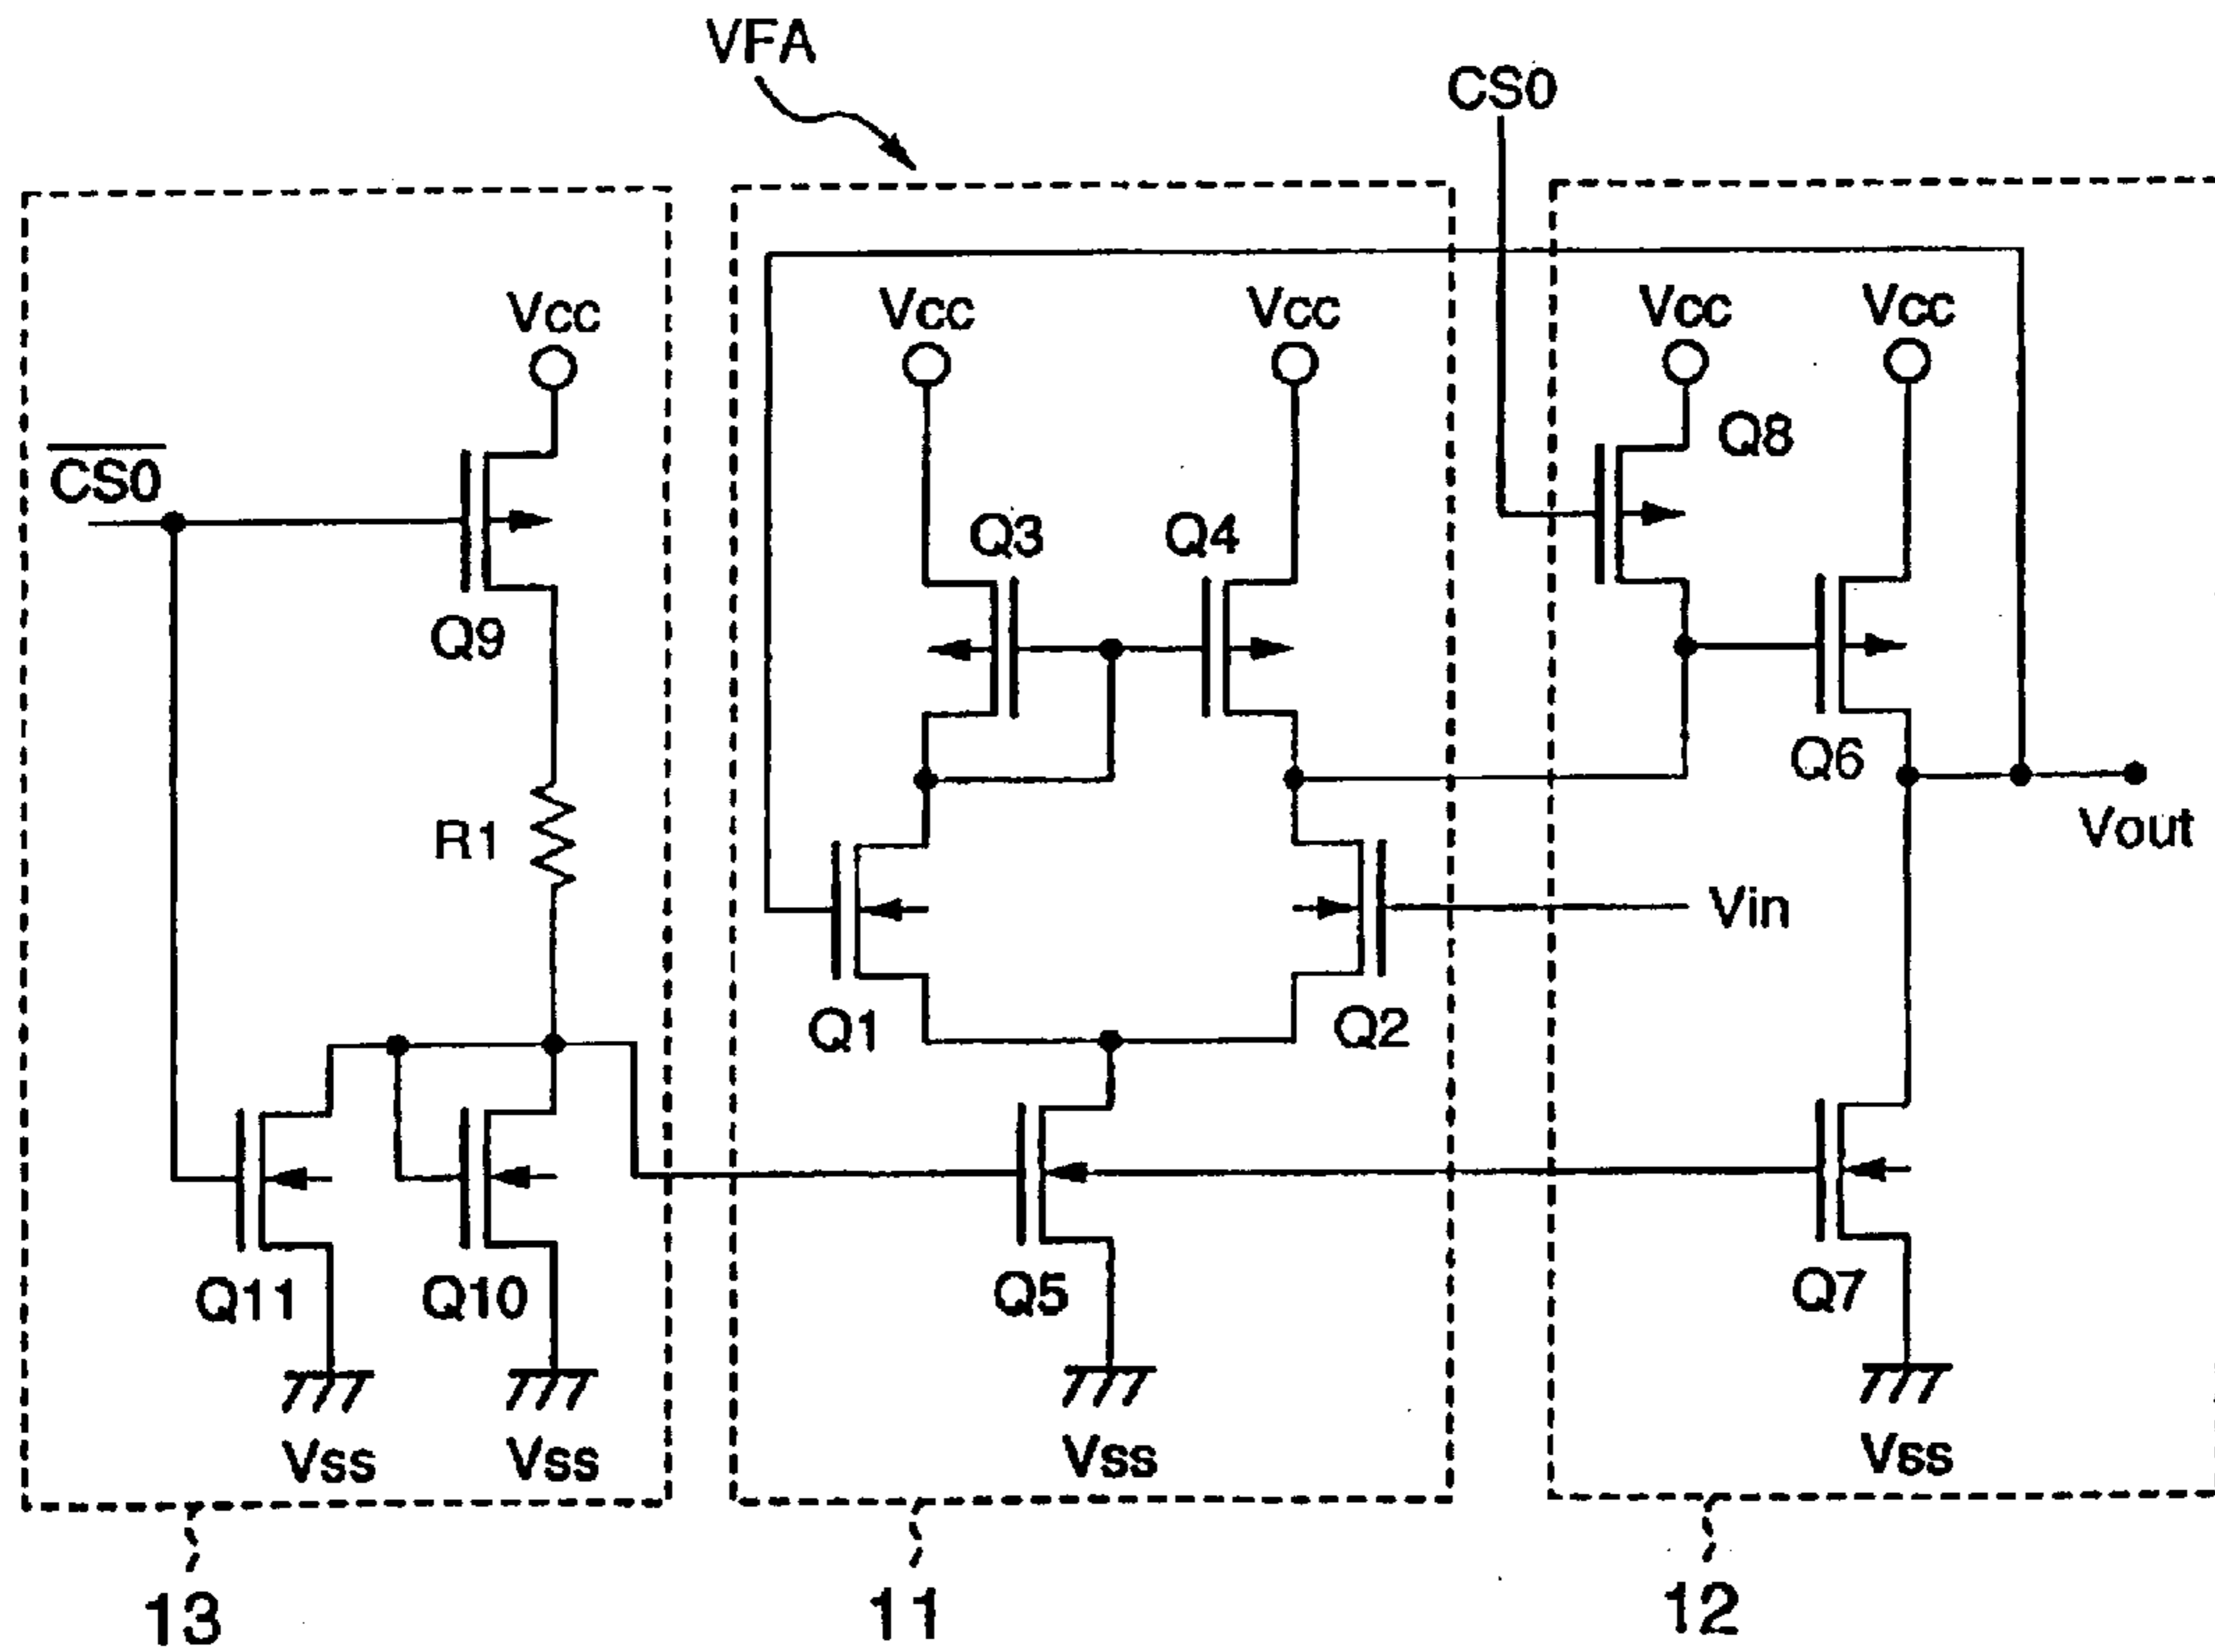 VFA
CS0
Vcc
Vcc
Vcc
Vcc
Vcc
Q8
C̅S̅0̅
Q3
Q4
Q9
Q6
R1
Vout
Vin
Q1
Q2
Q11
Q10
Q5
Q7
Vss
Vss
Vss
Vss
13
11
12